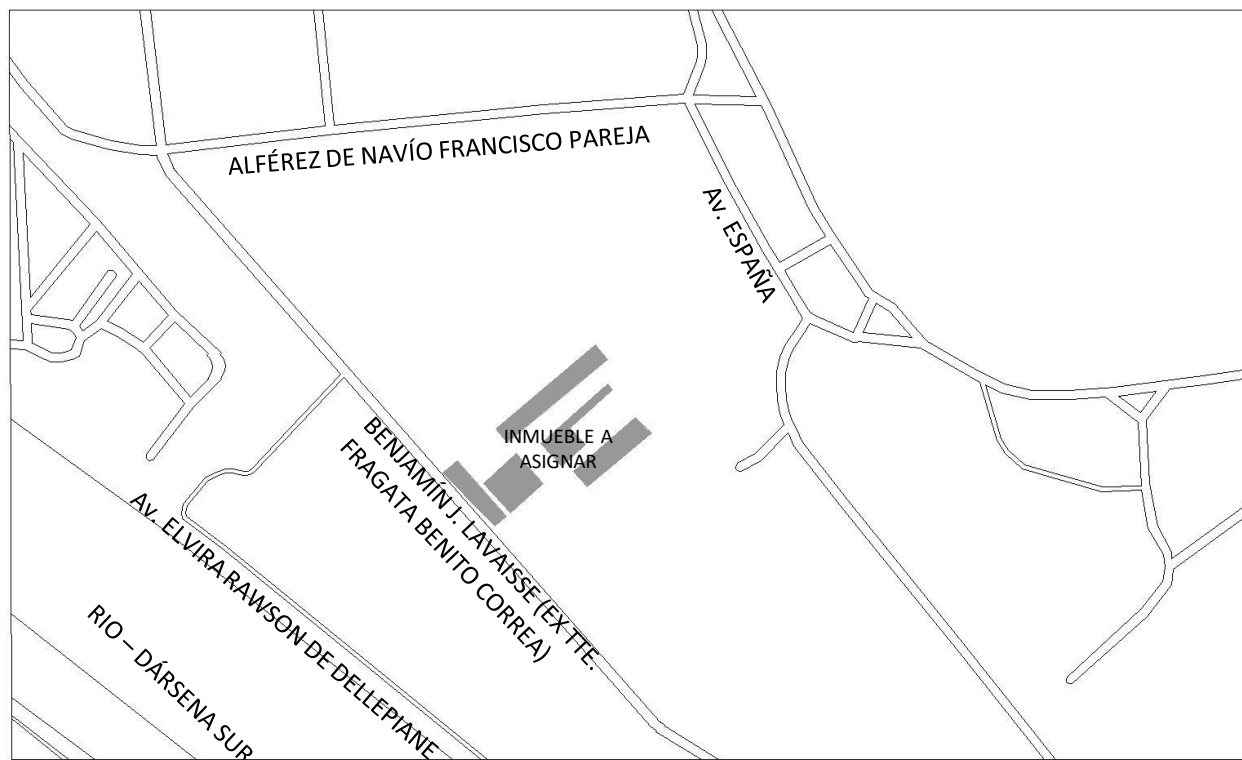 ALFÉREZ DE NAVÍO FRANCISCO PAREJA
Av. ESPAÑA
INMUEBLE A
ASIGNAR
BENJAMÍN J. LAVAISSE (EX TTE.
FRAGATA BENITO CORREA)
Av. ELVIRA RAWSON DE DELLEPIANE
RIO – DÁRSENA SUR